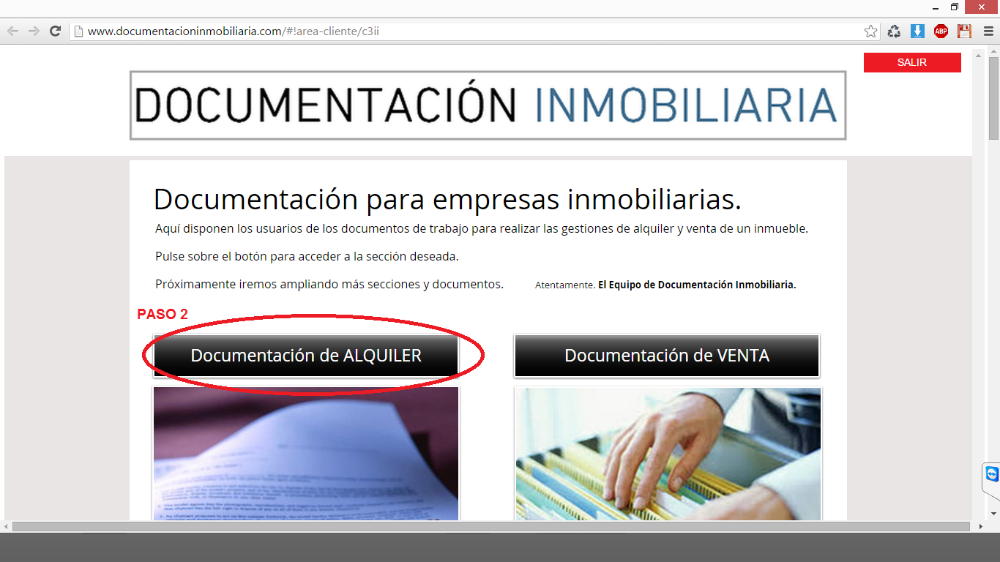 www.documentacioninmobiliaria.com/#!area-cliente/c3ii
ABP
SALIR
DOCUMENTACIÓN INMOBILIARIA
Documentación para empresas inmobiliarias.
Aquí disponen los usuarios de los documentos de trabajo para realizar las gestiones de alquiler y venta de un inmueble.
Pulse sobre el botón para acceder a la sección deseada.
Próximamente iremos ampliando más secciones y documentos.
Atentamente. El Equipo de Documentación Inmobiliaria.
PASO 2
Documentación de ALQUILER
Documentación de VENTA